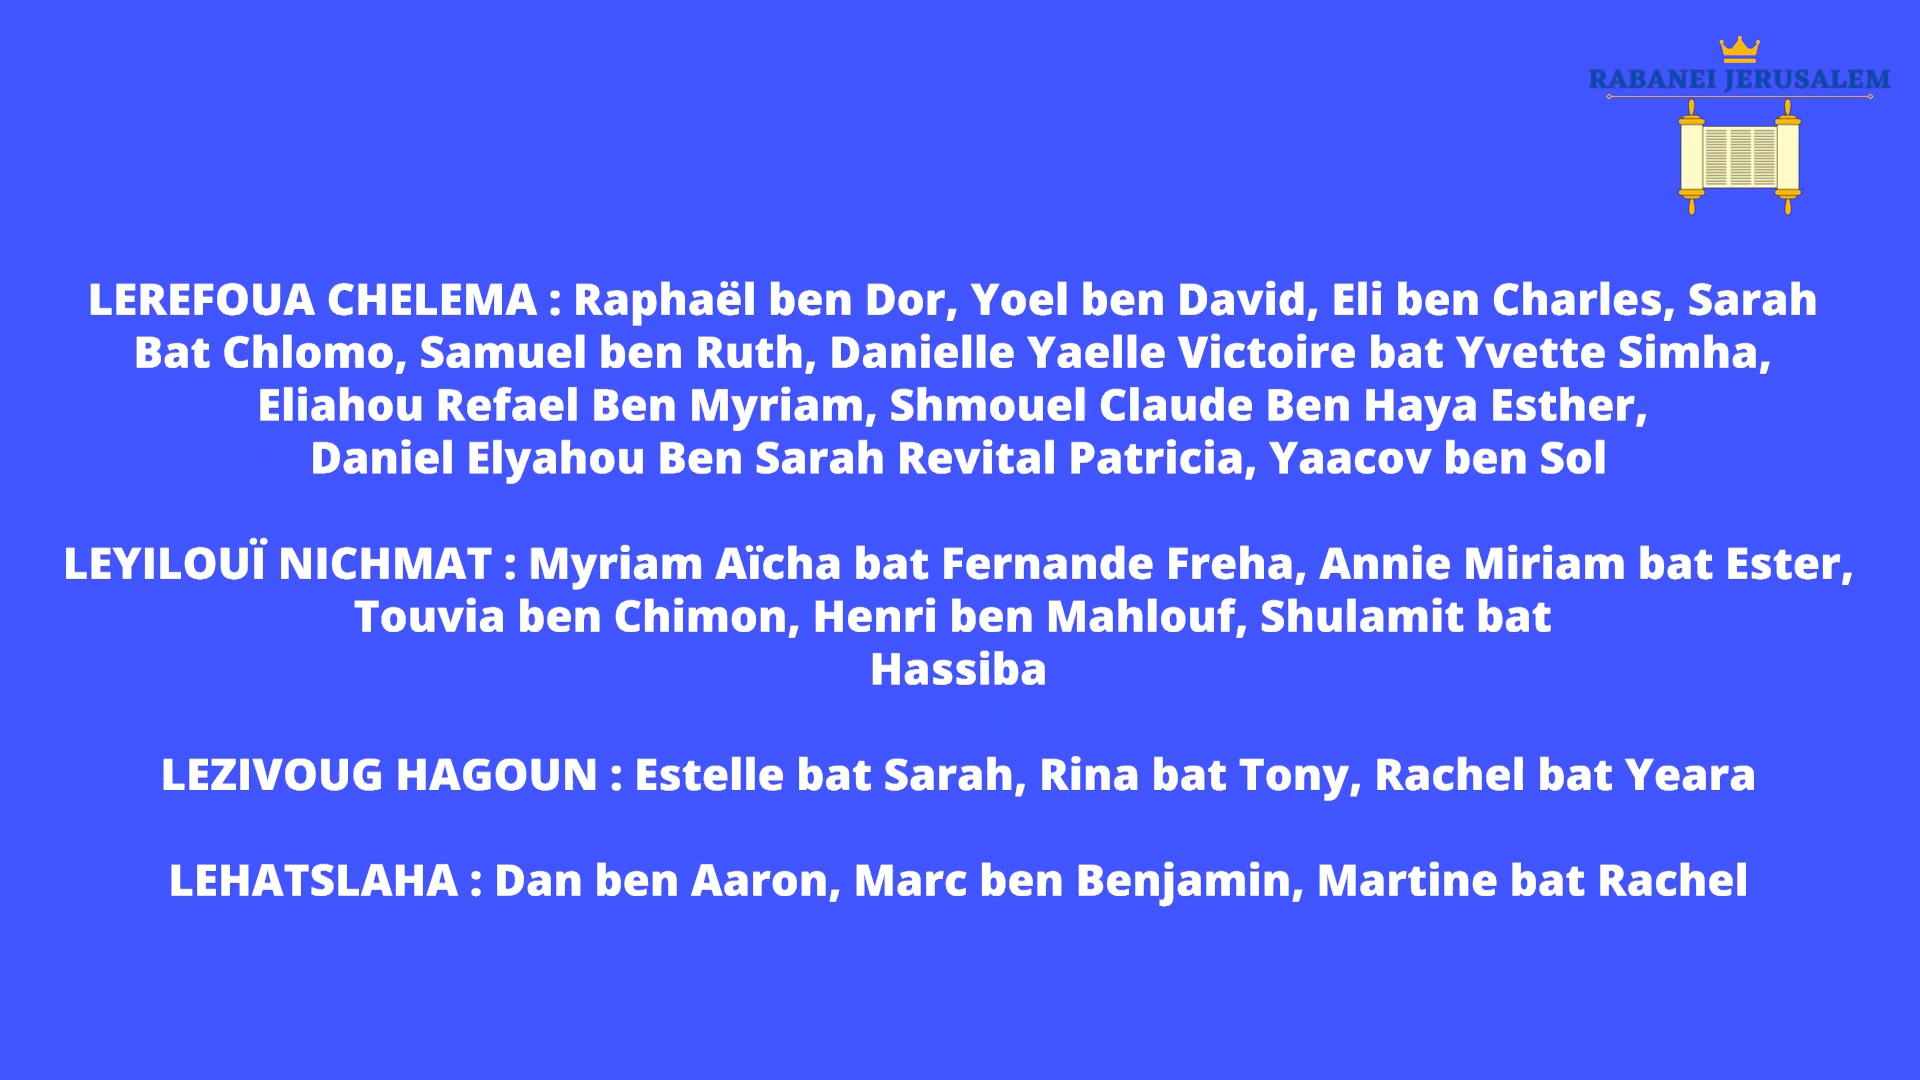 RABANEI JERUSALEM
LEREFOUA CHELEMA : Raphaël ben Dor, Yoel ben David, Eli ben Charles, Sarah
Bat Chlomo, Samuel ben Ruth, Danielle Yaelle Victoire bat Yvette Simha,
Eliahou Refael Ben Myriam, Shmouel Claude Ben Haya Esther,
Daniel Elyahou Ben Sarah Revital Patricia, Yaacov ben Sol
LEYILOUÏ NICHMAT : Myriam Aïcha bat Fernande Freha, Annie Miriam bat Ester,
Touvia ben Chimon, Henri ben Mahlouf, Shulamit bat
Hassiba
LEZIVOUG HAGOUN : Estelle bat Sarah, Rina bat Tony, Rachel bat Yeara
LEHATSLAHA : Dan ben Aaron, Marc ben Benjamin, Martine bat Rachel